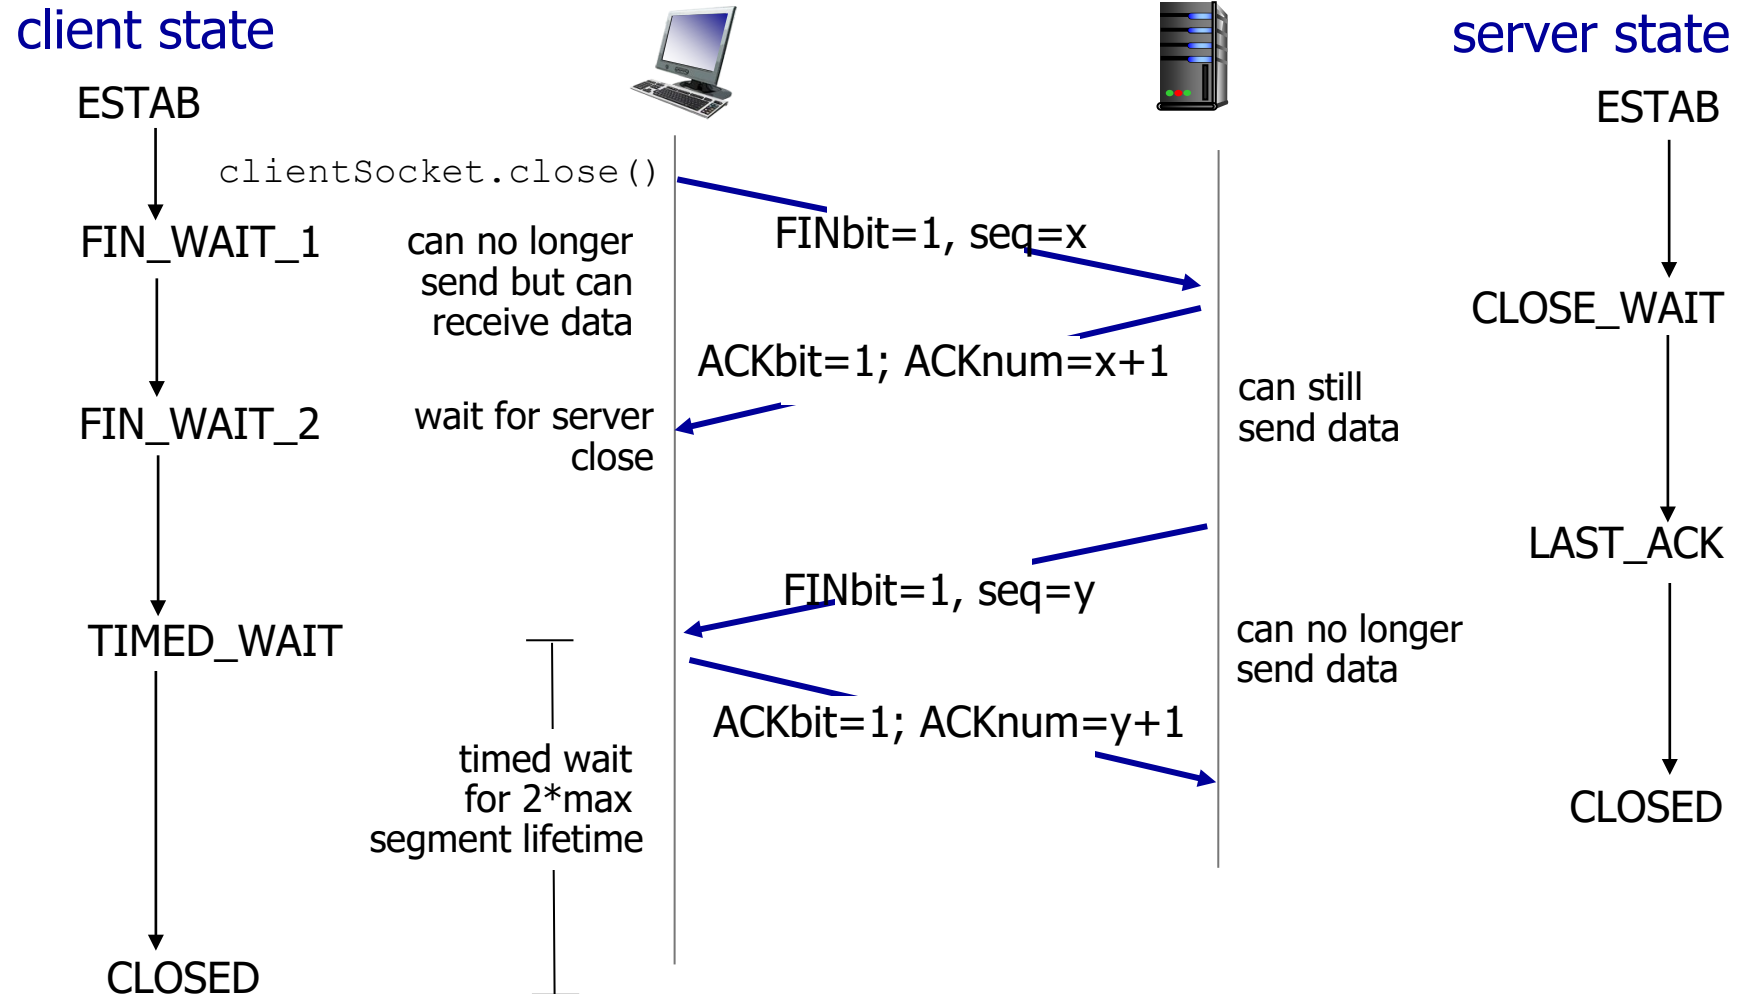 client state
server state
ESTAB
ESTAB
clientSocket.close()
FIN_WAIT_1
can no longer
send but can
receive data
FINbit=1, seq=x
CLOSE_WAIT
ACKbit=1; ACKnum=x+1
can still
send data
FIN_WAIT_2
wait for server
close
LAST_ACK
FINbit=1, seq=y
TIMED_WAIT
can no longer
send data
ACKbit=1; ACKnum=y+1
timed wait
for 2*max
segment lifetime
CLOSED
CLOSED